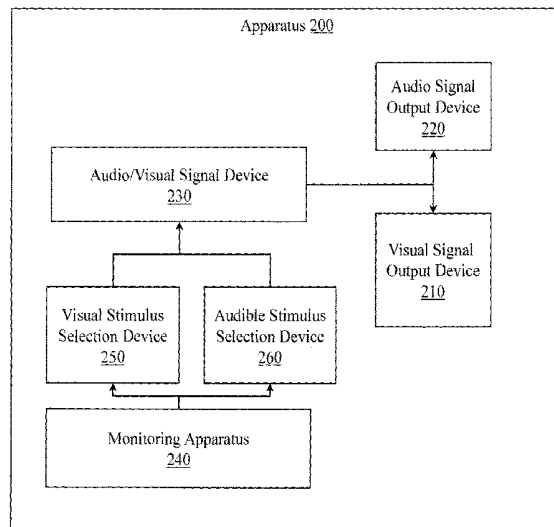 Apparatus 200
Audio Signal
Output Device
220
Audio/Visual Signal Device
230
Visual Signal
Output Device
210
Visual Stimulus
Selection Device
250
Audible Stimulus
Selection Device
260
Monitoring Apparatus
240